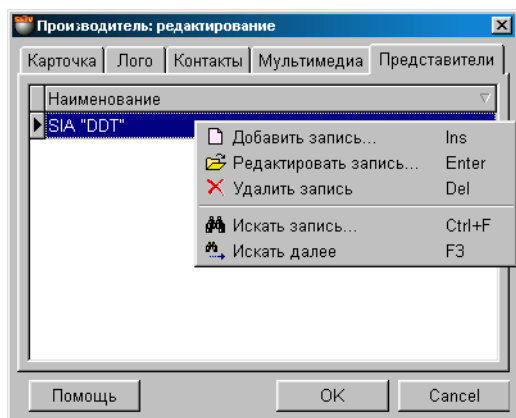 Производитель: редактирование
Карточка Лого Контакты Мультимедиа Представители
Наименование
SIA "DDT"
Добавить запись... Ins
Редактировать запись... Enter
Удалить запись Del
Искать запись... Ctrl+F
Искать далее F3
Помощь OK Cancel